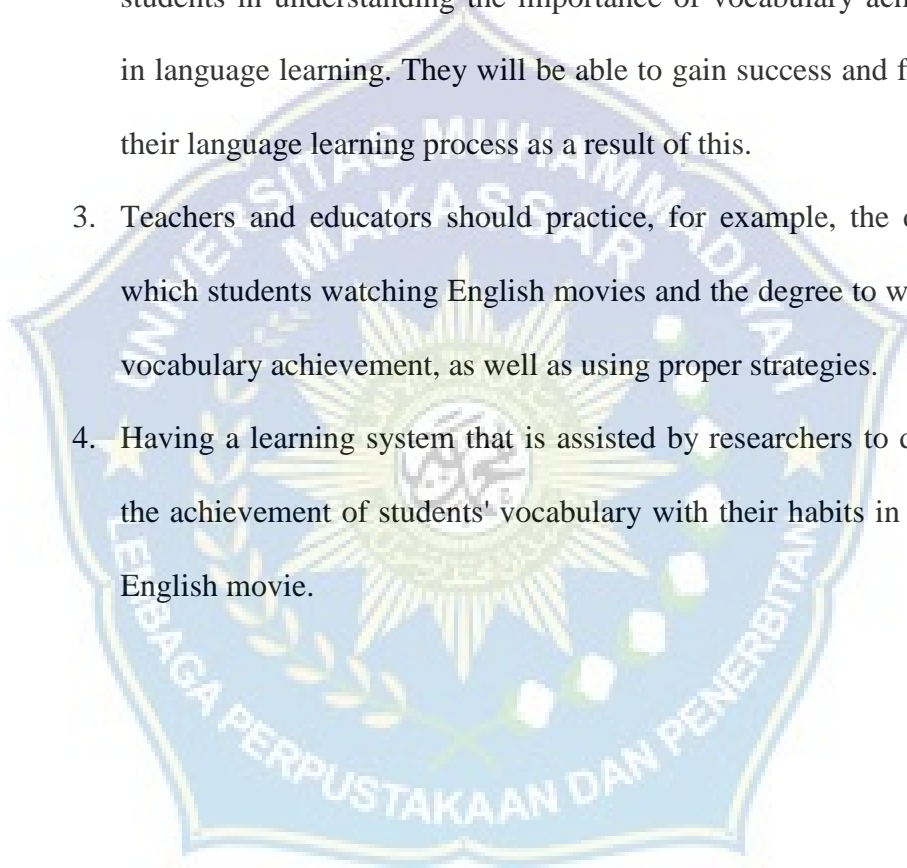 students in understanding the importance of vocabulary
in language learning. They will be able to gain success and
their language learning process as a result of this.
3. Teachers and educators should practice, for example, the
which students watching English movies and the degree to
vocabulary achievement, as well as using proper strategies.
4. Having a learning system that is assisted by researchers to
the achievement of students' vocabulary with their habits in
English movie.
UNIVERSITAS MUHAMMADIYAH
MAKASSAR
LEMBAGA PERPUSTAKAAN DAN PENERBITAN